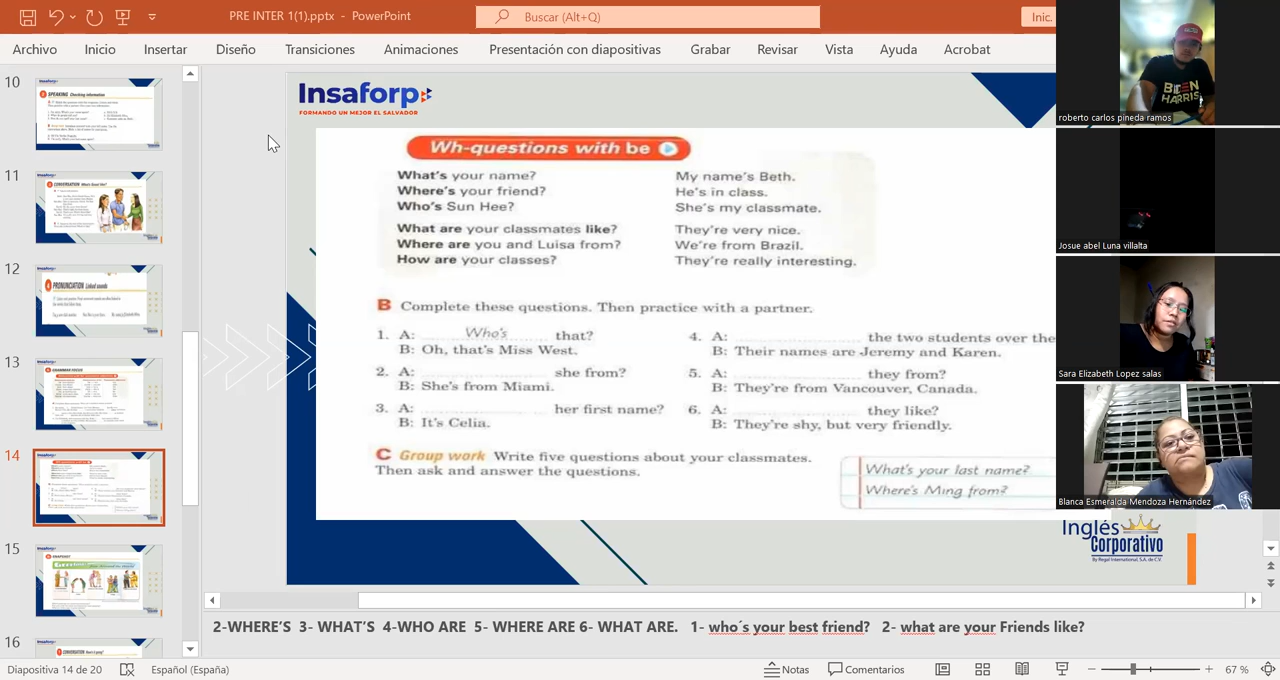 PRE INTER 1(1).pptx - PowerPoint
Buscar (Alt+Q)
Inic.
Archivo Inicio Insertar Diseño Transiciones Animaciones Presentación con diapositivas Grabar Revisar Vista Ayuda Acrobat
10
11
12
13
14
15
16
Insaforp
FORMANDO UN MEJOR EL SALVADOR
Wh-questions with be
What's your name? My name's Beth.
Where's your friend? He's in class.
Who's Sun Hee? She's my classmate.
What are your classmates like? They're very nice.
Where are you and Luisa from? We're from Brazil.
How are your classes? They're really interesting.
B Complete these questions. Then practice with a partner.
1. A: Who's that?
B: Oh, that's Miss West.
2. A: she from?
B: She's from Miami.
3. A: her first name?
B: It's Celia.
4. A: the two students over the
B: Their names are Jeremy and Karen.
5. A: they from?
B: They're from Vancouver, Canada.
6. A: they like?
B: They're shy, but very friendly.
C Group work Write five questions about your classmates.
Then ask and answer the questions.
What's your last name?
Where's Ming from?
Inglés
Corporativo
By Regal International, S.A. de C.V.
BIDEN
HARRIS
roberto carlos pineda ramos
Josue abel Luna villalta
Sara Elizabeth Lopez salas
Blanca Esmeralda Mendoza Hernández
2-WHERE'S 3- WHAT'S 4-WHO ARE 5- WHERE ARE 6- WHAT ARE. 1- who´s your best friend? 2- what are your Friends like?
Diapositiva 14 de 20 Español (España) Notas Comentarios 67 %